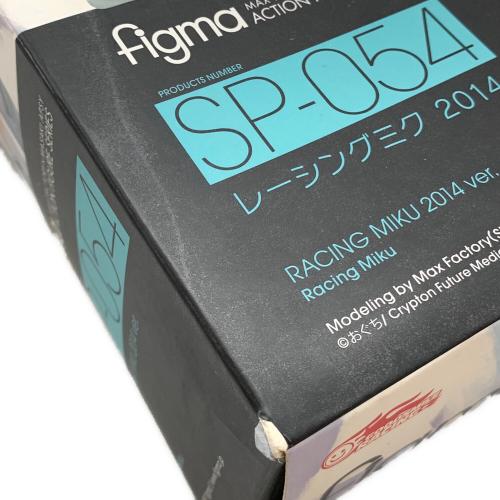 figma
MAX
ACTION
PRODUCTS NUMBER
SP-054
レーシングミク 2014
RACING MIKU 2014 ver.
Racing Miku
Modeling by Max Factory
©おぐち/ Crypton Future
054